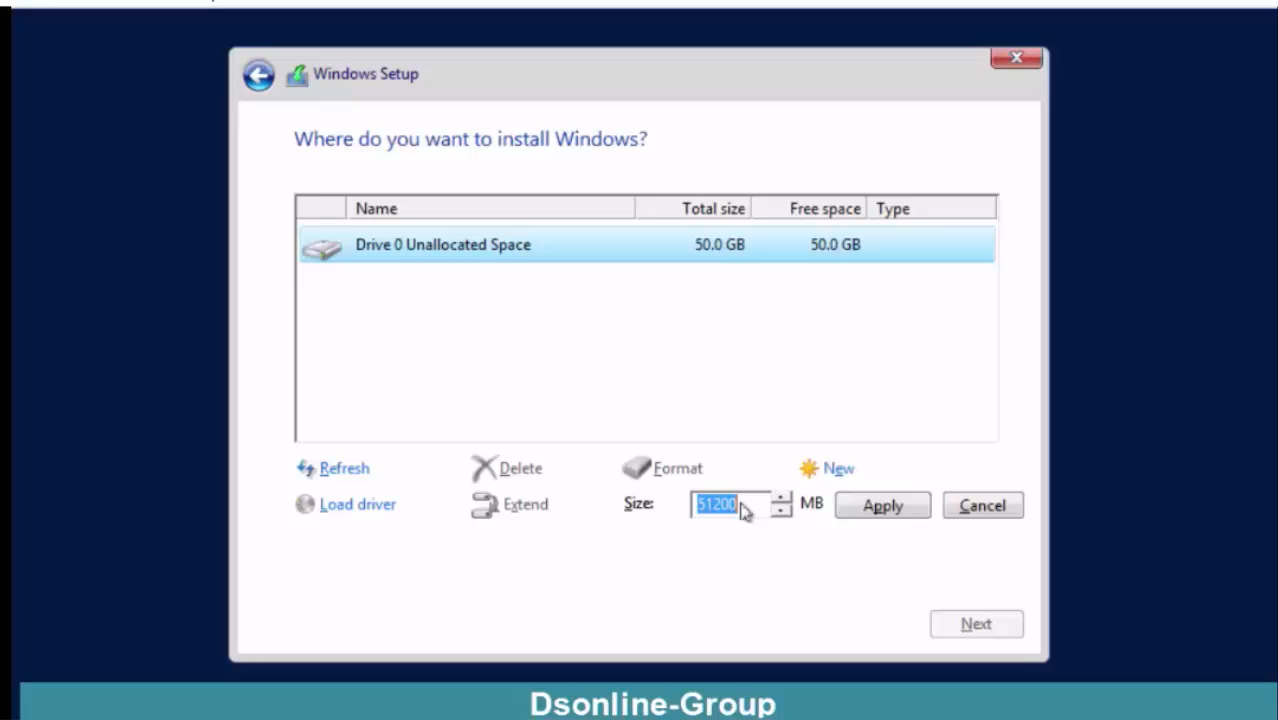 Windows Setup
Where do you want to install Windows?
Name Total size Free space Type
Drive 0 Unallocated Space 50.0 GB 50.0 GB
Refresh Delete Format New
Load driver Extend Size: 51200 MB Apply Cancel
Next
Dsonline-Group